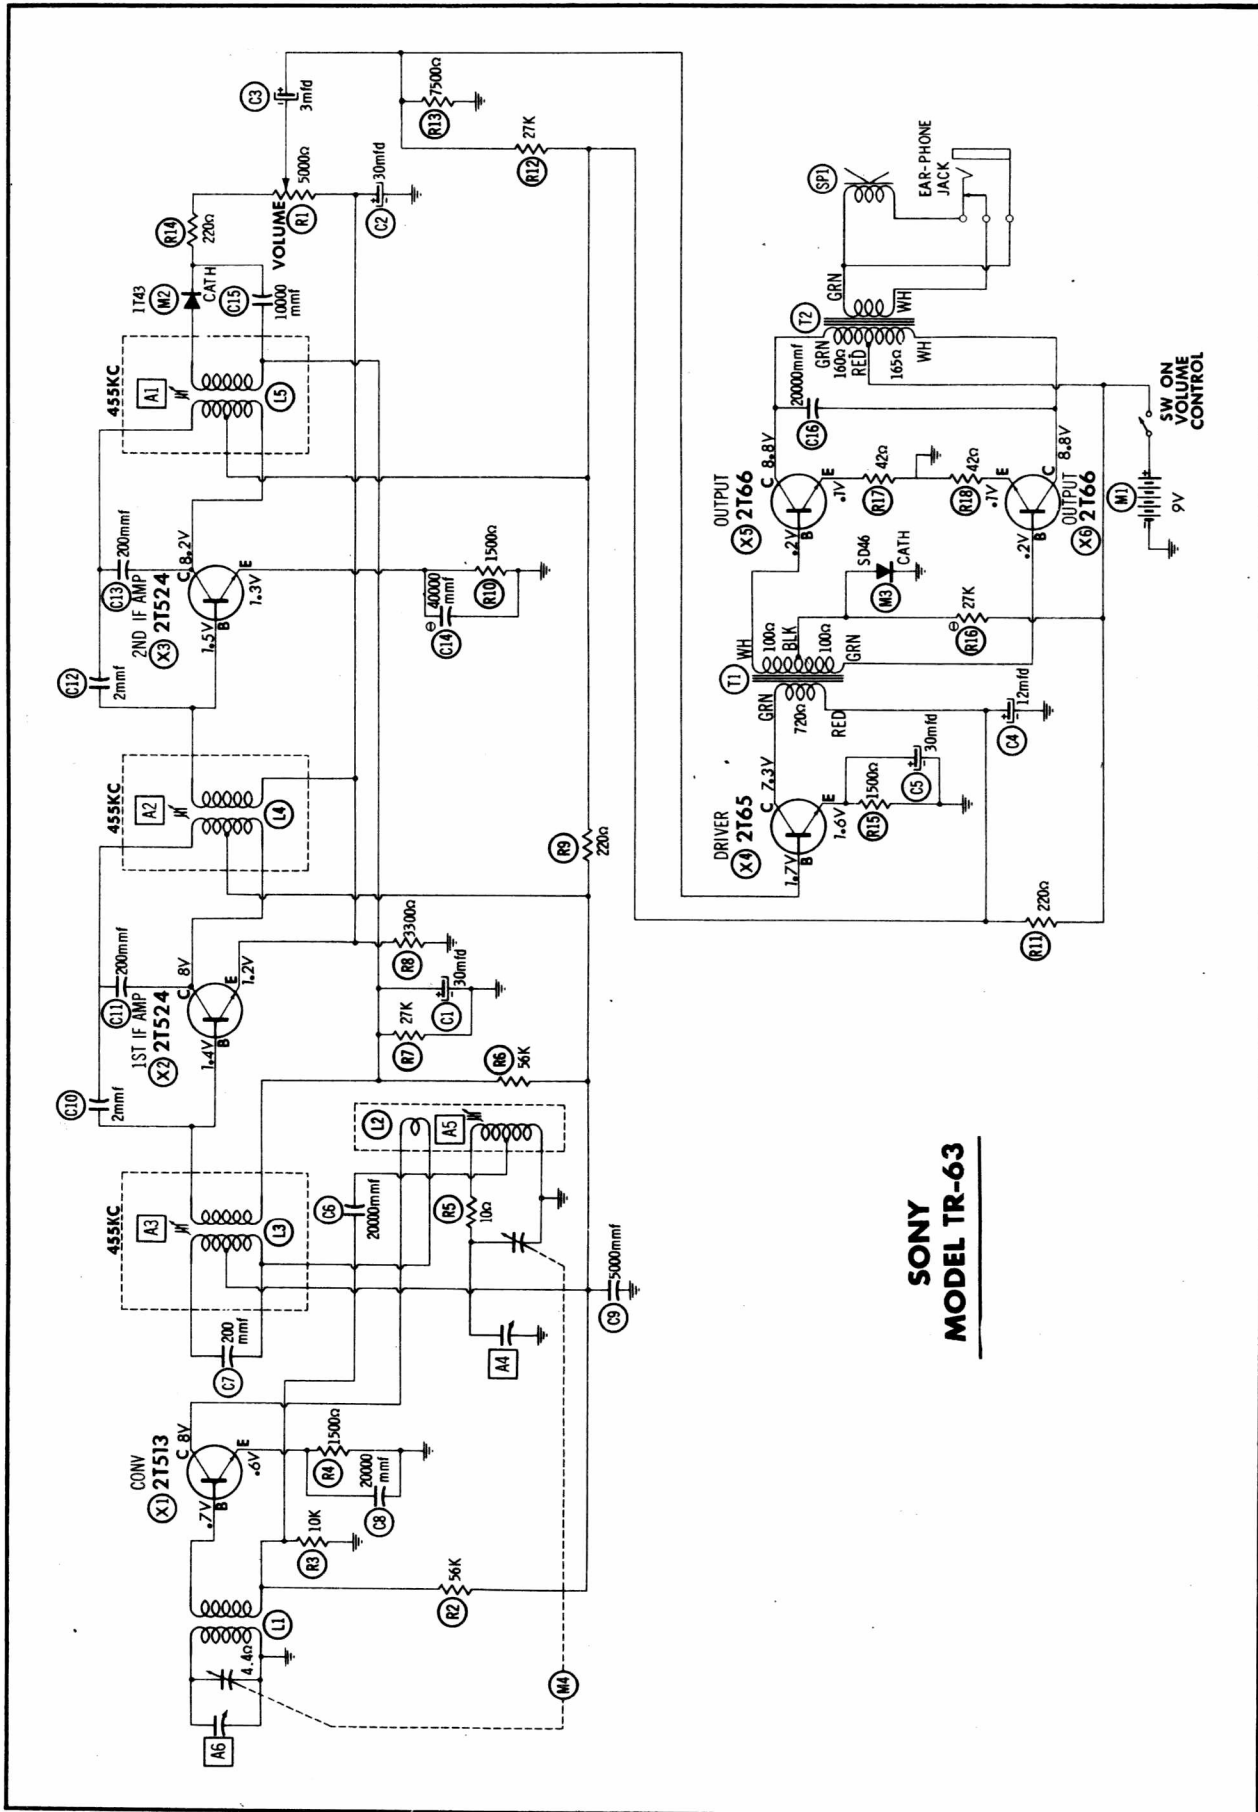 SONY
MODEL TR-63
A6
4.4Ω
L1
M4
R2
56K
R3
10K
CONV
X1 2T513
.7V
B
C 8V
E
.6V
R4
1500Ω
C8
20000
mmf
C7
200
mmf
455KC
A3
L3
C6
20000mmf
L2
A5
R5
10Ω
A4
C9
5000mmf
C10
2mmf
C11
200mmf
1ST IF AMP
X2 2T524
1.4V
B
C
8V
E
1.2V
R6
56K
R7
27K
C1
30mfd
R8
3300Ω
R9
220Ω
455KC
A2
L4
C12
2mmf
C13
200mmf
2ND IF AMP
X3 2T524
1.5V
B
C 8.2V
E
1.3V
C14
40000
mmf
R10
1500Ω
455KC
A1
L5
1T43
M2
CATH
C15
10000
mmf
R14
220Ω
VOLUME
R1
5000Ω
C2
30mfd
C3
3mfd
R13
7500Ω
R12
27K
DRIVER
X4 2T65
1.7V
B
C 7.3V
E
1.6V
R15
1500Ω
C5
30mfd
R11
220Ω
C4
12mfd
T1
GRN
720Ω
RED
WH
100Ω
BLK
100Ω
GRN
SD46
M3
CATH
R16
27K
OUTPUT
X5 2T66
.2V
B
C 8.8V
E
.1V
R17
42Ω
R18
42Ω
.1V
E
.2V
B
C
8.8V
OUTPUT
X6 2T66
C16
20000mmf
T2
GRN
160Ω
RED
165Ω
WH
GRN
WH
SP1
EAR-PHONE
JACK
M1
9V
SW ON
VOLUME
CONTROL